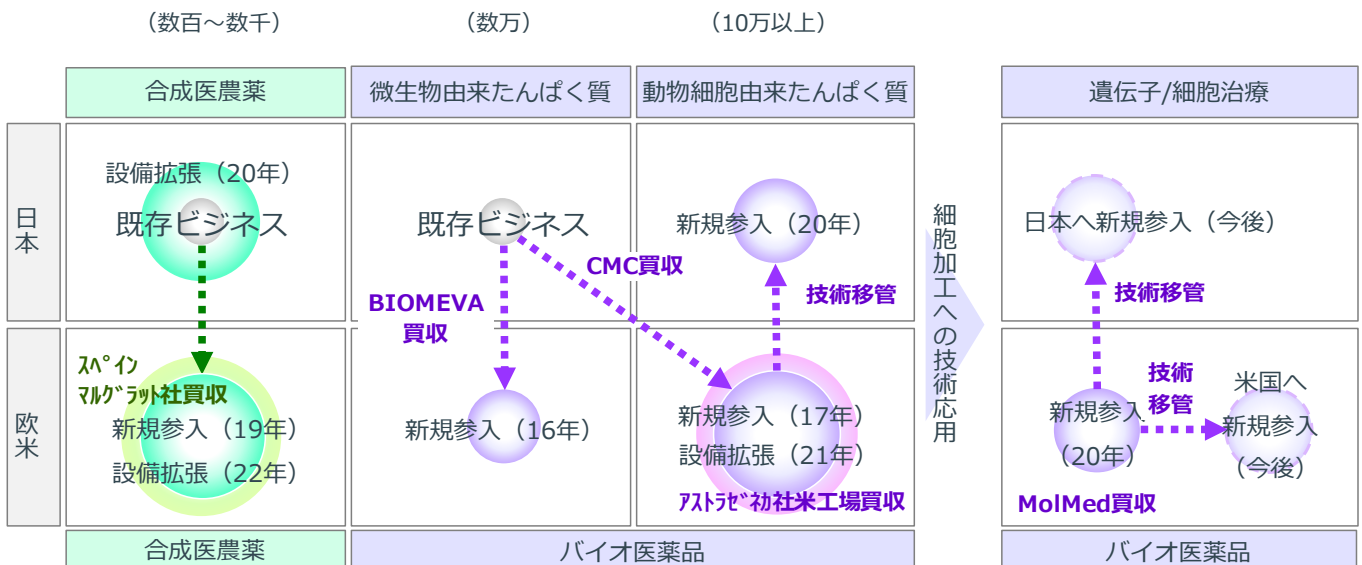 （数百～数千）
（数万）
（10万以上）
合成医農薬
微生物由来たんぱく質
動物細胞由来たんぱく質
遺伝子/細胞治療
日本
設備拡張（20年）
既存ビジネス
既存ビジネス
新規参入（20年）
日本へ新規参入（今後）
CMC買収
BIOMEVA
買収
技術移管
技術移管
細胞加工への技術応用
欧米
ｽﾍﾟｲﾝ
ﾏﾙｸﾞﾗｯﾄ社買収
新規参入（19年）
設備拡張（22年）
新規参入（16年）
新規参入（17年）
設備拡張（21年）
ｱｽﾄﾗｾﾞﾈｶ社米工場買収
新規参入
（20年）
技術
移管
米国へ
新規参入
（今後）
MolMed買収
合成医農薬
バイオ医薬品
バイオ医薬品